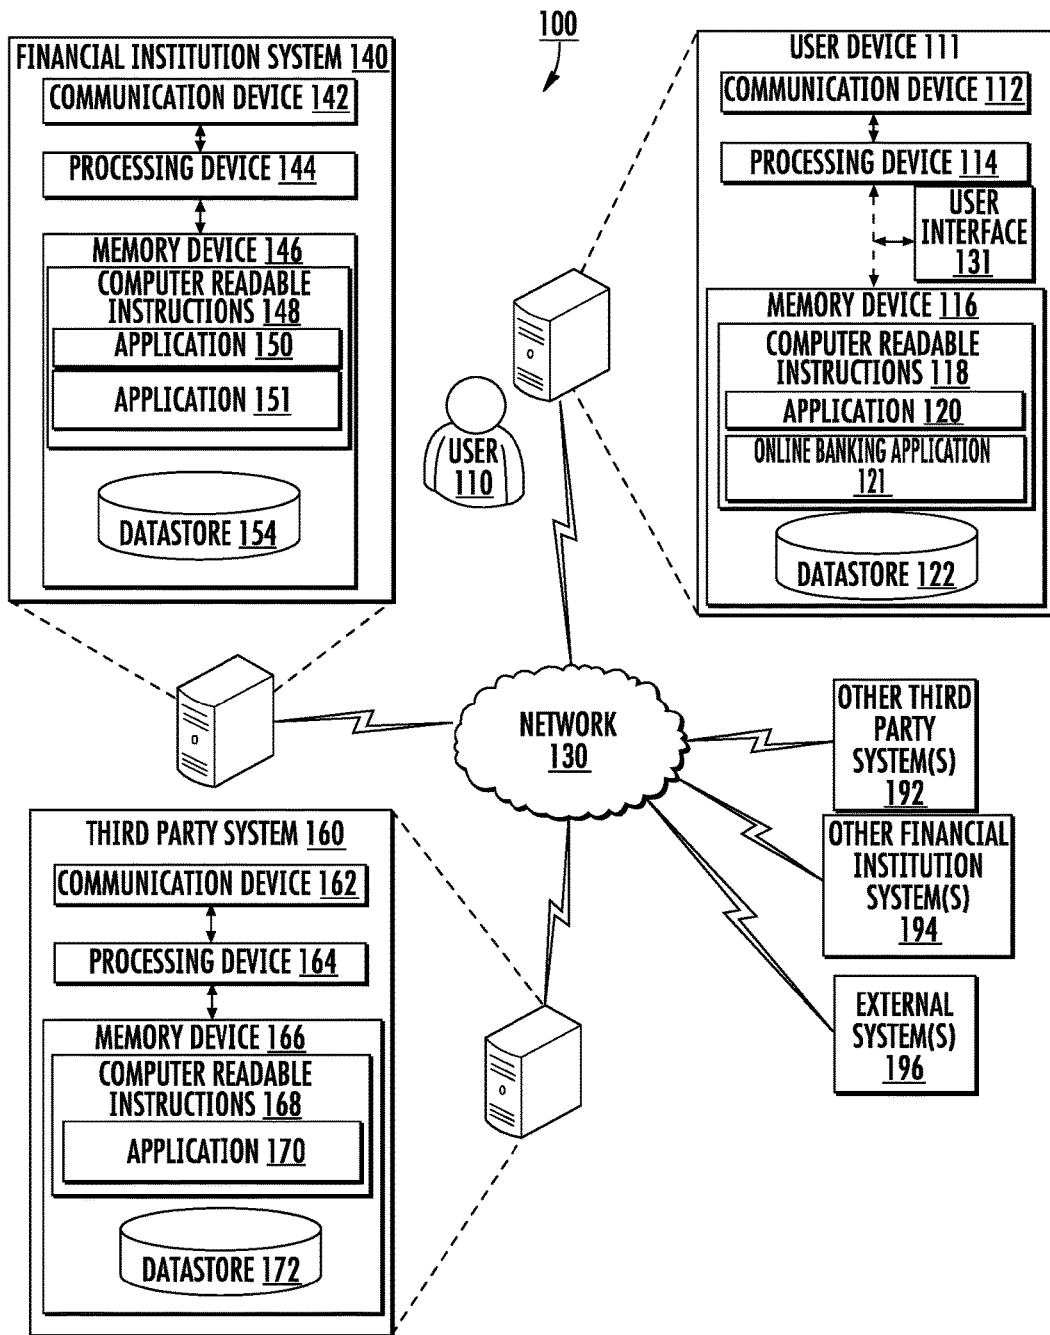 100
FINANCIAL INSTITUTION SYSTEM 140
COMMUNICATION DEVICE 142
PROCESSING DEVICE 144
MEMORY DEVICE 146
COMPUTER READABLE
INSTRUCTIONS 148
APPLICATION 150
APPLICATION 151
DATASTORE 154
USER DEVICE 111
COMMUNICATION DEVICE 112
PROCESSING DEVICE 114
USER
INTERFACE
131
MEMORY DEVICE 116
COMPUTER READABLE
INSTRUCTIONS 118
APPLICATION 120
ONLINE BANKING APPLICATION
121
DATASTORE 122
USER
110
NETWORK
130
OTHER THIRD
PARTY
SYSTEM(S)
192
OTHER FINANCIAL
INSTITUTION
SYSTEM(S)
194
EXTERNAL
SYSTEM(S)
196
THIRD PARTY SYSTEM 160
COMMUNICATION DEVICE 162
PROCESSING DEVICE 164
MEMORY DEVICE 166
COMPUTER READABLE
INSTRUCTIONS 168
APPLICATION 170
DATASTORE 172